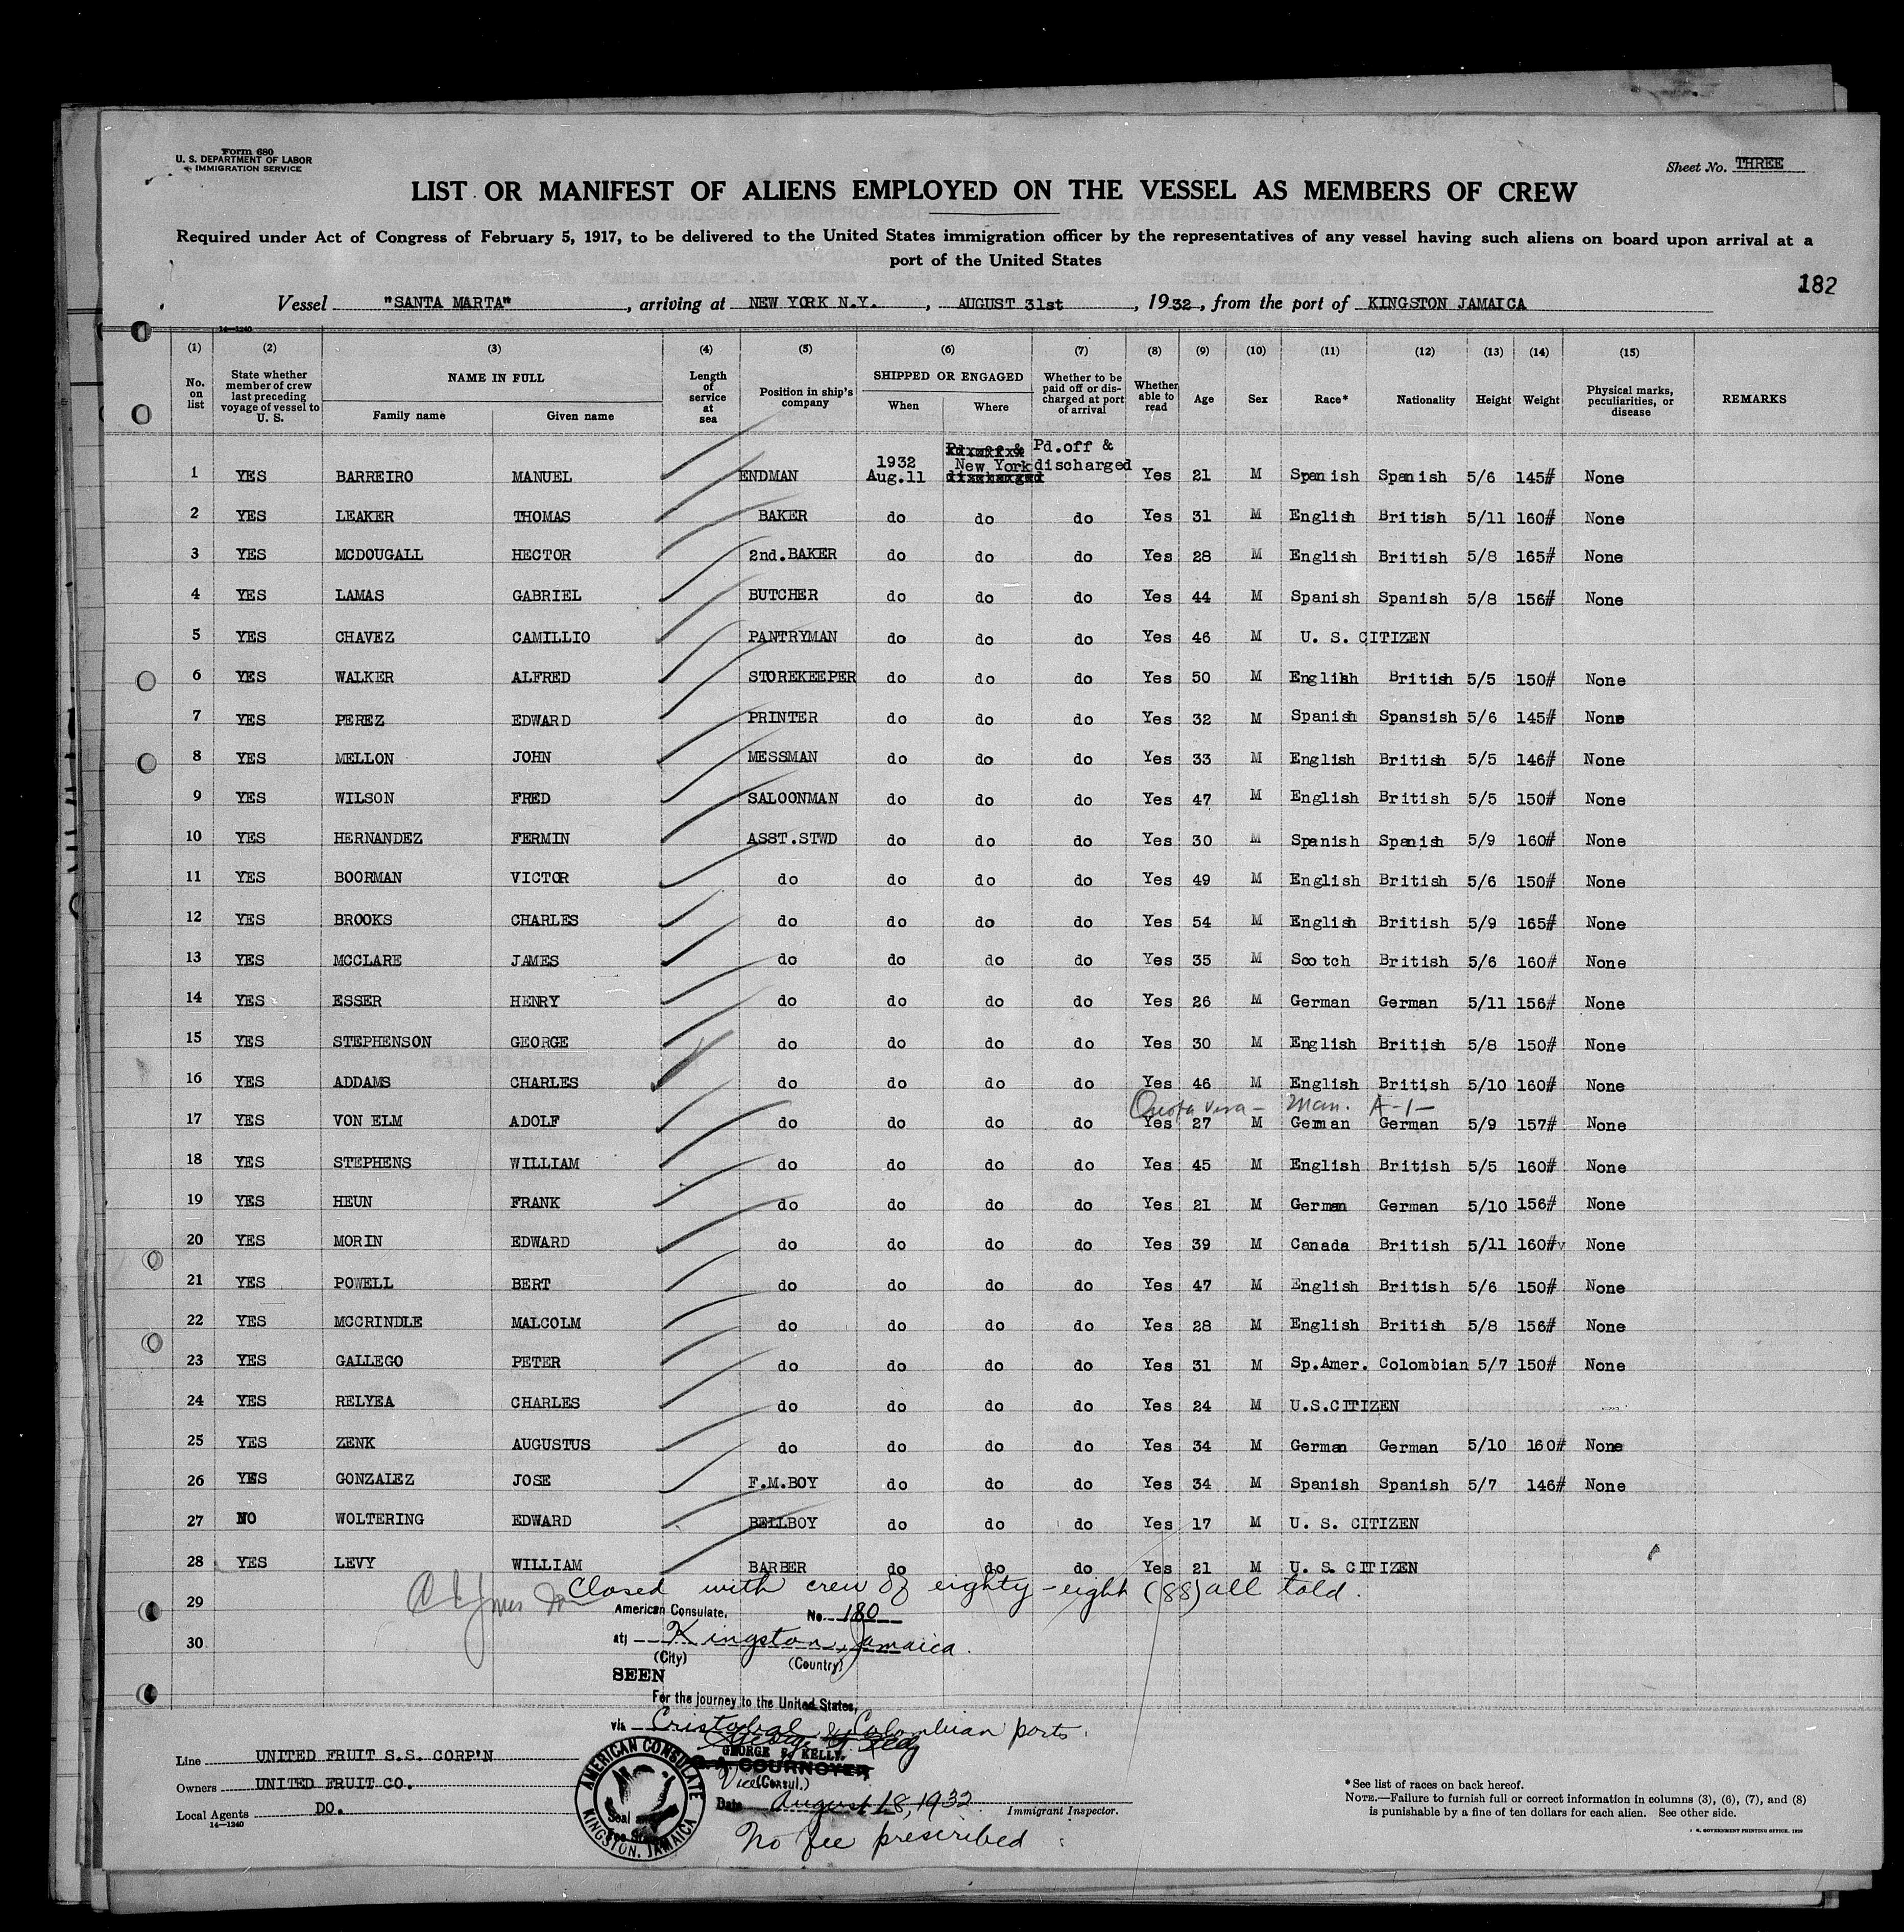 Form 680
U. S. DEPARTMENT OF LABOR
IMMIGRATION SERVICE
Sheet No. THREE
LIST OR MANIFEST OF ALIENS EMPLOYED ON THE VESSEL AS MEMBERS OF CREW
Required under Act of Congress of February 5, 1917, to be delivered to the United States immigration officer by the representatives of any vessel having such aliens on board upon arrival at a
port of the United States
182
Vessel "SANTA MARTA", arriving at NEW YORK N.Y., AUGUST 31st, 1932, from the port of KINGSTON JAMAICA
14—1240
(1) (2) (3) (4) (5) (6) (7) (8) (9) (10) (11) (12) (13) (14) (15)
No. on list
State whether member of crew last preceding voyage of vessel to U. S.
NAME IN FULL
Family name Given name
Length of service at sea
Position in ship's company
SHIPPED OR ENGAGED
When Where
Whether to be paid off or discharged at port of arrival
Whether able to read
Age Sex Race* Nationality Height Weight
Physical marks, peculiarities, or disease
REMARKS
Pd.off &
1 YES BARREIRO MANUEL ENDMAN 1932 Aug.11 New York discharged Yes 21 M Spanish Spanish 5/6 145# None
2 YES LEAKER THOMAS BAKER do do do Yes 31 M English British 5/11 160# None
3 YES MCDOUGALL HECTOR 2nd.BAKER do do do Yes 28 M English British 5/8 165# None
4 YES LAMAS GABRIEL BUTCHER do do do Yes 44 M Spanish Spanish 5/8 156# None
5 YES CHAVEZ CAMILLIO PANTRYMAN do do do Yes 46 M U. S. CITIZEN
6 YES WALKER ALFRED STOREKEEPER do do do Yes 50 M English British 5/5 150# None
7 YES PEREZ EDWARD PRINTER do do do Yes 32 M Spanish Spansish 5/6 145# None
8 YES MELLON JOHN MESSMAN do do do Yes 33 M English British 5/5 146# None
9 YES WILSON FRED SALOONMAN do do do Yes 47 M English British 5/5 150# None
10 YES HERNANDEZ FERMIN ASST.STWD do do do Yes 30 M Spanish Spanish 5/9 160# None
11 YES BOORMAN VICTOR do do do do Yes 49 M English British 5/6 150# None
12 YES BROOKS CHARLES do do do do Yes 54 M English British 5/9 165# None
13 YES MCCLARE JAMES do do do do Yes 35 M Scotch British 5/6 160# None
14 YES ESSER HENRY do do do do Yes 26 M German German 5/11 156# None
15 YES STEPHENSON GEORGE do do do do Yes 30 M English British 5/8 150# None
16 YES ADDAMS CHARLES do do do do Yes 46 M English British 5/10 160# None
Quota visa — Man. A-1—
17 YES VON ELM ADOLF do do do do Yes 27 M German German 5/9 157# None
18 YES STEPHENS WILLIAM do do do do Yes 45 M English British 5/5 160# None
19 YES HEUN FRANK do do do do Yes 21 M German German 5/10 156# None
20 YES MORIN EDWARD do do do do Yes 39 M Canada British 5/11 160# None
21 YES POWELL BERT do do do do Yes 47 M English British 5/6 150# None
22 YES MCCRINDLE MALCOLM do do do do Yes 28 M English British 5/8 156# None
23 YES GALLEGO PETER do do do do Yes 31 M Sp.Amer. Colombian 5/7 150# None
24 YES RELYEA CHARLES do do do do Yes 24 M U.S.CITIZEN
25 YES ZENK AUGUSTUS do do do do Yes 34 M German German 5/10 160# None
26 YES GONZALEZ JOSE F.M.BOY do do do Yes 34 M Spanish Spanish 5/7 146# None
27 NO WOLTERING EDWARD BELLBOY do do do Yes 17 M U. S. CITIZEN
28 YES LEVY WILLIAM BARBER do do do Yes 21 M U. S. CITIZEN
Closed with crew of eighty-eight (88) all told.
29
American Consulate, No. 180
30
at Kingston, Jamaica.
(City) (Country)
SEEN
For the journey to the United States,
via Cristobal & Colombian ports.
GEORGE F. KELLY.
G. A. COURNOYER
Vice (Consul.)
Date August 18, 1932
No fee prescribed
AMERICAN CONSULATE
KINGSTON, JAMAICA
Line UNITED FRUIT S.S. CORP'N
Owners UNITED FRUIT CO.
Local Agents DO.
14—1240
Immigrant Inspector.
*See list of races on back hereof.
NOTE.—Failure to furnish full or correct information in columns (3), (6), (7), and (8)
is punishable by a fine of ten dollars for each alien. See other side.